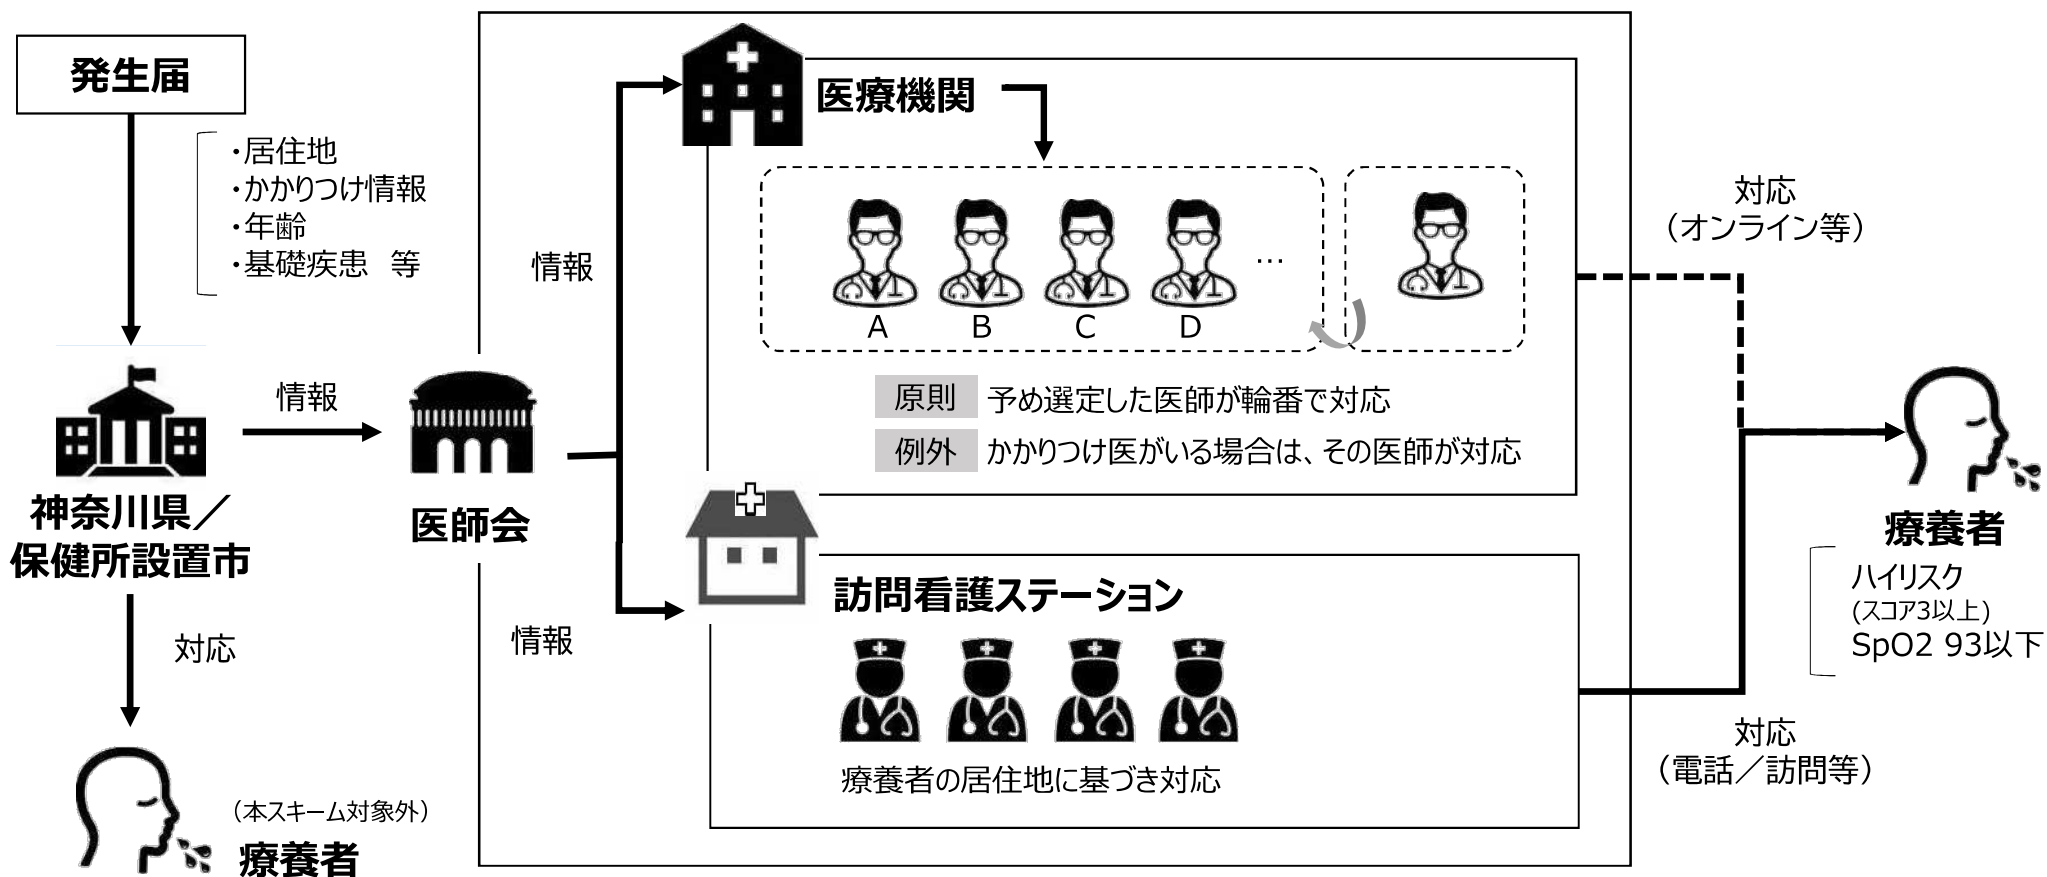 発生届
・居住地
・かかりつけ情報
・年齢
・基礎疾患　等
神奈川県／
保健所設置市
情報
対応
（本スキーム対象外）
療養者
医師会
情報
情報
医療機関
A B C D …
原則 予め選定した医師が輪番で対応
例外 かかりつけ医がいる場合は、その医師が対応
訪問看護ステーション
療養者の居住地に基づき対応
対応
（オンライン等）
療養者
ハイリスク
(スコア3以上)
SpO2 93以下
対応
（電話／訪問等）